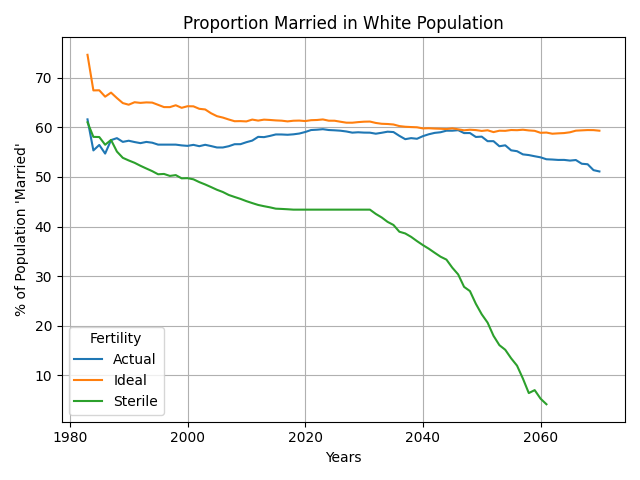 Proportion Married in White Population
% of Population 'Married'
70
60
50
40
30
20
10
Fertility
Actual
Ideal
Sterile
1980
2000
2020
2040
2060
Years